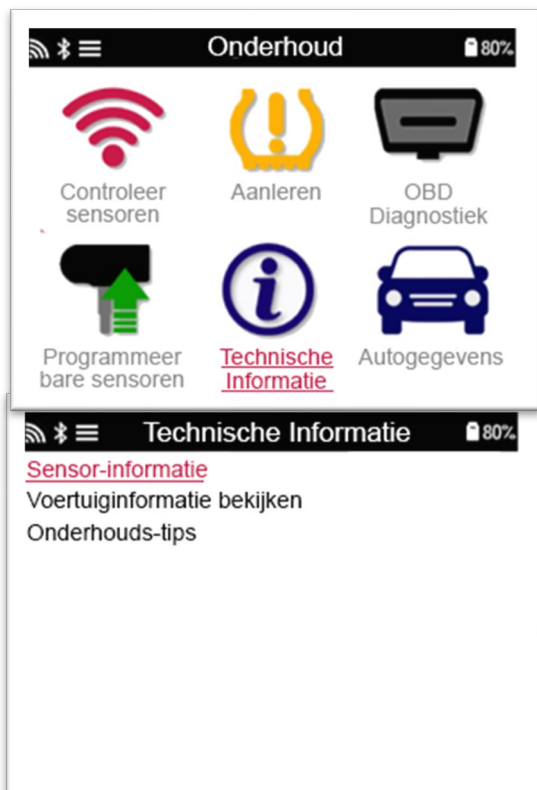 Onderhoud
80%
Controleer
sensoren
Aanleren
OBD
Diagnostiek
Programmeer
bare sensoren
Technische
Informatie
Autogegevens
Technische Informatie
80%
Sensor-informatie
Voertuiginformatie bekijken
Onderhouds-tips